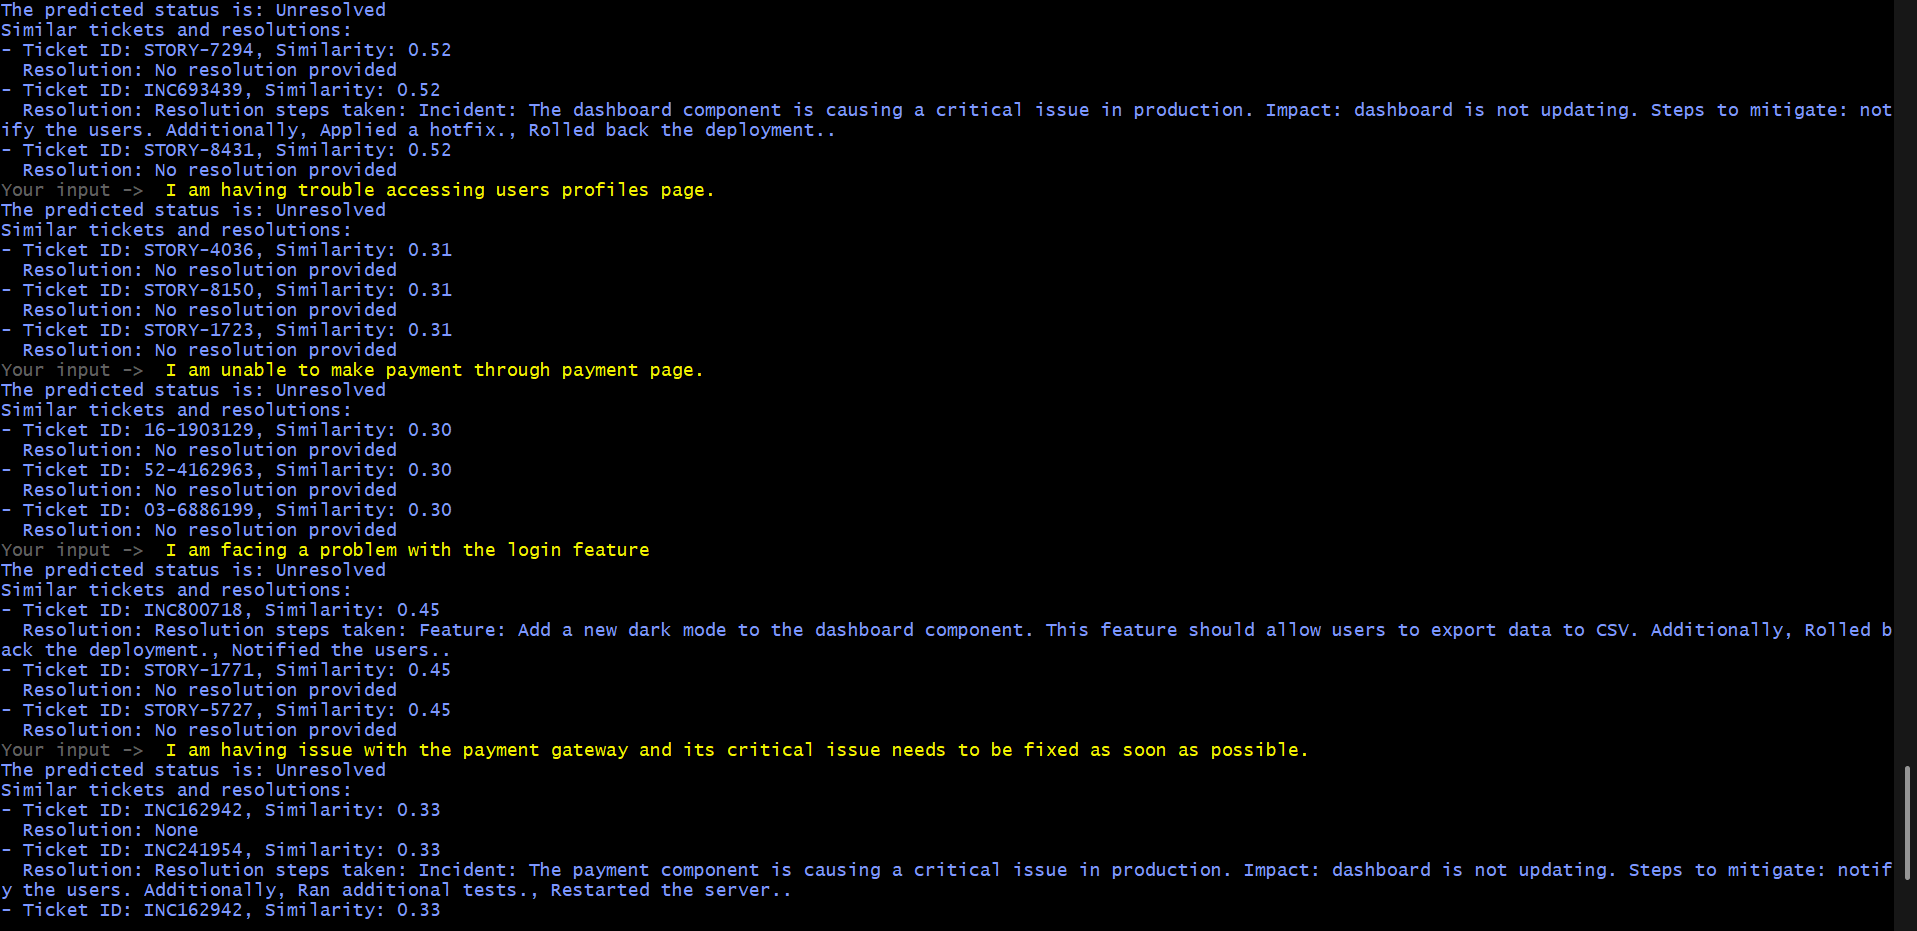 The predicted status is: Unresolved
Similar tickets and resolutions:
- Ticket ID: STORY-7294, Similarity: 0.52
  Resolution: No resolution provided
- Ticket ID: INC693439, Similarity: 0.52
  Resolution: Resolution steps taken: Incident: The dashboard component is causing a critical issue in production. Impact: dashboard is not updating. Steps to mitigate: not
ify the users. Additionally, Applied a hotfix., Rolled back the deployment..
- Ticket ID: STORY-8431, Similarity: 0.52
  Resolution: No resolution provided
Your input ->  I am having trouble accessing users profiles page.
The predicted status is: Unresolved
Similar tickets and resolutions:
- Ticket ID: STORY-4036, Similarity: 0.31
  Resolution: No resolution provided
- Ticket ID: STORY-8150, Similarity: 0.31
  Resolution: No resolution provided
- Ticket ID: STORY-1723, Similarity: 0.31
  Resolution: No resolution provided
Your input ->  I am unable to make payment through payment page.
The predicted status is: Unresolved
Similar tickets and resolutions:
- Ticket ID: 16-1903129, Similarity: 0.30
  Resolution: No resolution provided
- Ticket ID: 52-4162963, Similarity: 0.30
  Resolution: No resolution provided
- Ticket ID: 03-6886199, Similarity: 0.30
  Resolution: No resolution provided
Your input ->  I am facing a problem with the login feature
The predicted status is: Unresolved
Similar tickets and resolutions:
- Ticket ID: INC800718, Similarity: 0.45
  Resolution: Resolution steps taken: Feature: Add a new dark mode to the dashboard component. This feature should allow users to export data to CSV. Additionally, Rolled b
ack the deployment., Notified the users..
- Ticket ID: STORY-1771, Similarity: 0.45
  Resolution: No resolution provided
- Ticket ID: STORY-5727, Similarity: 0.45
  Resolution: No resolution provided
Your input ->  I am having issue with the payment gateway and its critical issue needs to be fixed as soon as possible.
The predicted status is: Unresolved
Similar tickets and resolutions:
- Ticket ID: INC162942, Similarity: 0.33
  Resolution: None
- Ticket ID: INC241954, Similarity: 0.33
  Resolution: Resolution steps taken: Incident: The payment component is causing a critical issue in production. Impact: dashboard is not updating. Steps to mitigate: notif
y the users. Additionally, Ran additional tests., Restarted the server..
- Ticket ID: INC162942, Similarity: 0.33